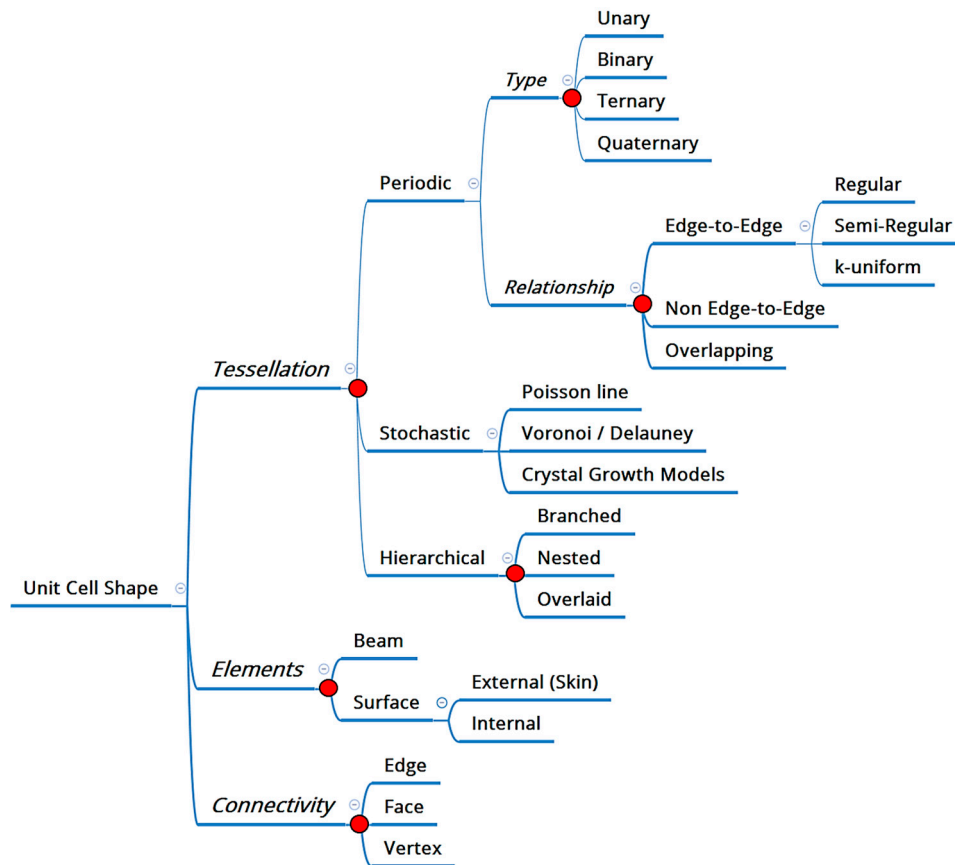 Unary
Binary
Type
Ternary
Quaternary
Periodic
Regular
Edge-to-Edge
Semi-Regular
k-uniform
Relationship
Non Edge-to-Edge
Overlapping
Tessellation
Poisson line
Stochastic
Voronoi / Delauney
Crystal Growth Models
Branched
Hierarchical
Nested
Overlaid
Unit Cell Shape
Beam
Elements
External (Skin)
Surface
Internal
Edge
Connectivity
Face
Vertex